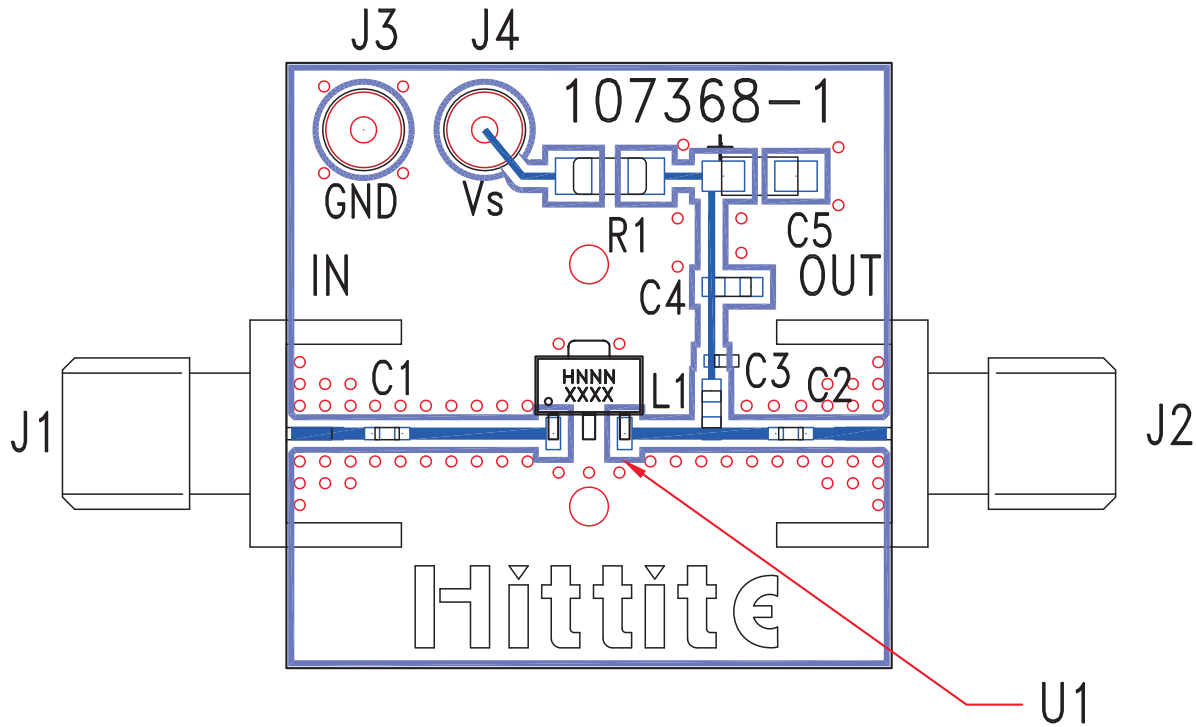 J3 J4
107368-1
GND Vs
R1 C5
IN OUT
C4
HNNN
XXXX
C1 L1 C3 C2
J1 J2
Hittite
U1